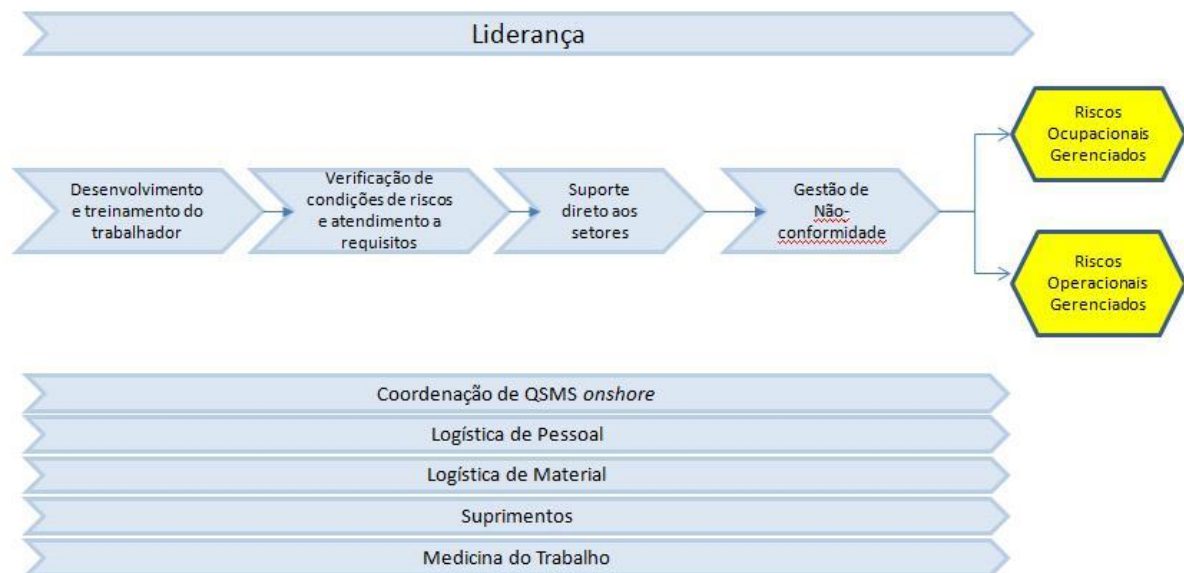 Liderança
Desenvolvimento
e treinamento do
trabalhador
Verificação de
condições de riscos
e atendimento a
requisitos
Suporte
direto aos
setores
Gestão de
Não-
conformidade
Riscos
Ocupacionais
Gerenciados
Riscos
Operacionais
Gerenciados
Coordenação de QSMS onshore
Logística de Pessoal
Logística de Material
Suprimentos
Medicina do Trabalho